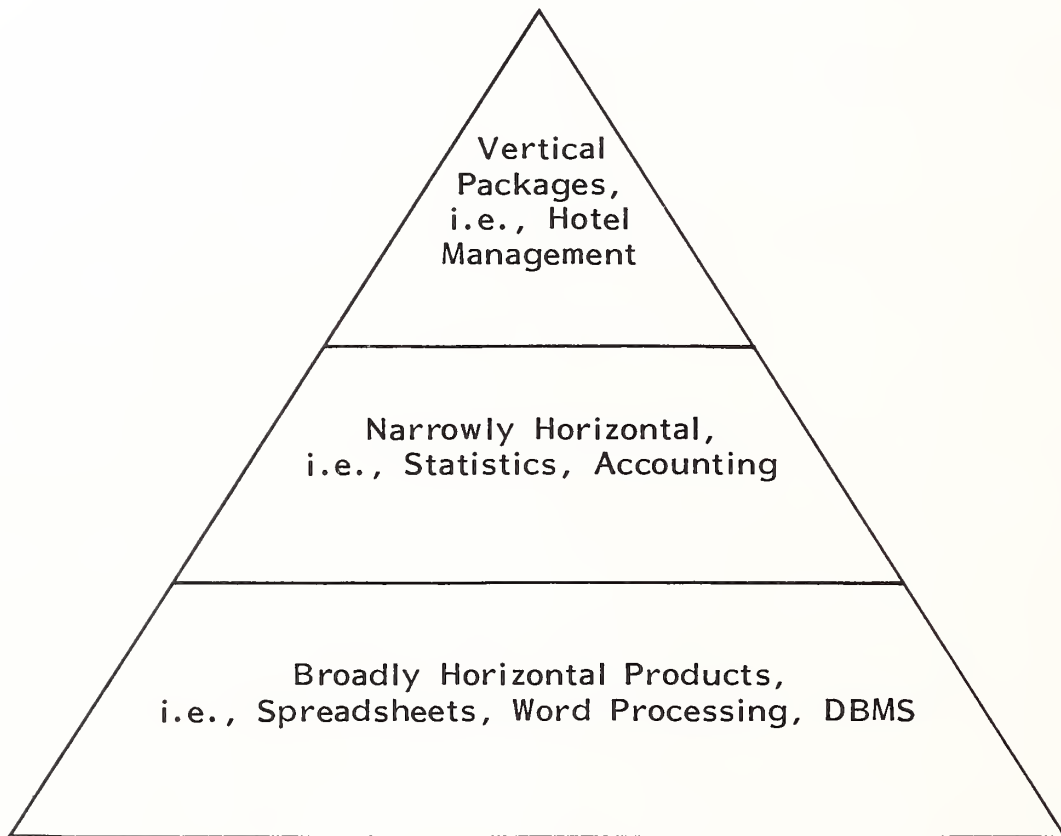 Vertical
Packages,
i.e., Hotel
Management
Narrowly Horizontal,
i.e., Statistics, Accounting
Broadly Horizontal Products,
i.e., Spreadsheets, Word Processing, DBMS